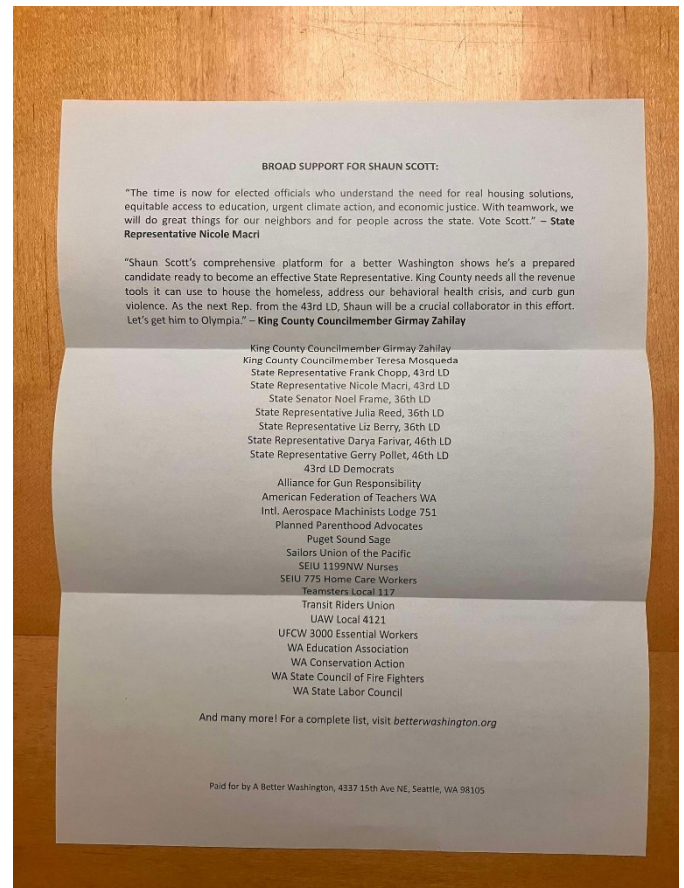 BROAD SUPPORT FOR SHAUN SCOTT:
"The time is now for elected officials who understand the need for real housing solutions,
equitable access to education, urgent climate action, and economic justice. With teamwork, we
will do great things for our neighbors and for people across the state. Vote Scott." – State
Representative Nicole Macri
"Shaun Scott's comprehensive platform for a better Washington shows he's a prepared
candidate ready to become an effective State Representative. King County needs all the revenue
tools it can use to house the homeless, address our behavioral health crisis, and curb gun
violence. As the next Rep. from the 43rd LD, Shaun will be a crucial collaborator in this effort.
Let's get him to Olympia." – King County Councilmember Girmay Zahilay
King County Councilmember Girmay Zahilay
King County Councilmember Teresa Mosqueda
State Representative Frank Chopp, 43rd LD
State Representative Nicole Macri, 43rd LD
State Senator Noel Frame, 36th LD
State Representative Julia Reed, 36th LD
State Representative Liz Berry, 36th LD
State Representative Darya Farivar, 46th LD
State Representative Gerry Pollet, 46th LD
43rd LD Democrats
Alliance for Gun Responsibility
American Federation of Teachers WA
Intl. Aerospace Machinists Lodge 751
Planned Parenthood Advocates
Puget Sound Sage
Sailors Union of the Pacific
SEIU 1199NW Nurses
SEIU 775 Home Care Workers
Teamsters Local 117
Transit Riders Union
UAW Local 4121
UFCW 3000 Essential Workers
WA Education Association
WA Conservation Action
WA State Council of Fire Fighters
WA State Labor Council
And many more! For a complete list, visit betterwashington.org
Paid for by A Better Washington, 4337 15th Ave NE, Seattle, WA 98105